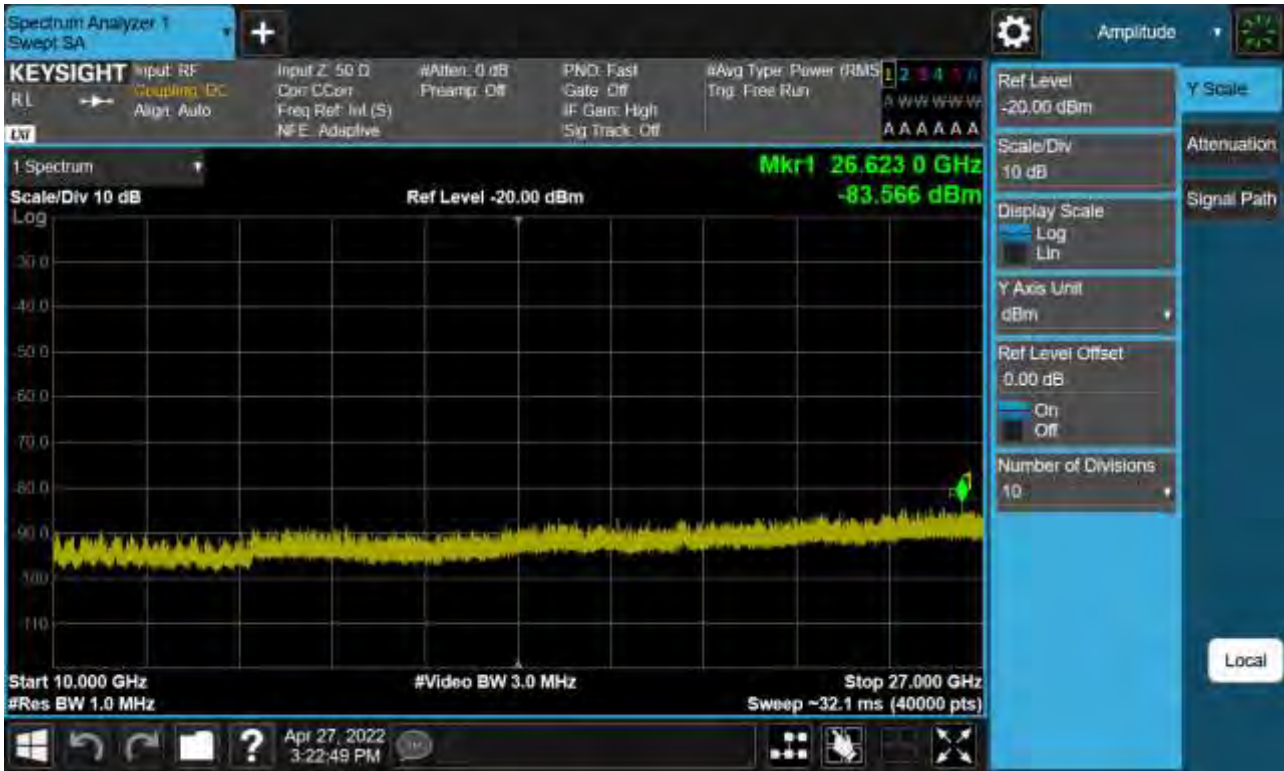 Spectrum Analyzer 1
Swept SA
+
Amplitude
KEYSIGHT
RL
Input: RF
Coupling: DC
Align: Auto
Input Z: 50 Ω
Corr CCorr
Freq Ref: Int (S)
NFE: Adaptive
#Atten: 0 dB
Preamp: Off
PNO: Fast
Gate: Off
IF Gain: High
Sig Track: Off
#Avg Type: Power (RMS
Trig: Free Run
1 2 3 4 5 6
A W W W W W
A A A A A A
LXI
1 Spectrum
Scale/Div 10 dB
Ref Level -20.00 dBm
Mkr1 26.623 0 GHz
-83.566 dBm
Log
-30.0
-40.0
-50.0
-60.0
-70.0
-80.0
-90.0
-100
-110
1
Start 10.000 GHz
#Res BW 1.0 MHz
#Video BW 3.0 MHz
Stop 27.000 GHz
Sweep ~32.1 ms (40000 pts)
Ref Level
-20.00 dBm
Scale/Div
10 dB
Display Scale
Log
Lin
Y Axis Unit
dBm
Ref Level Offset
0.00 dB
On
Off
Number of Divisions
10
Y Scale
Attenuation
Signal Path
Local
?
Apr 27, 2022
3:22:49 PM